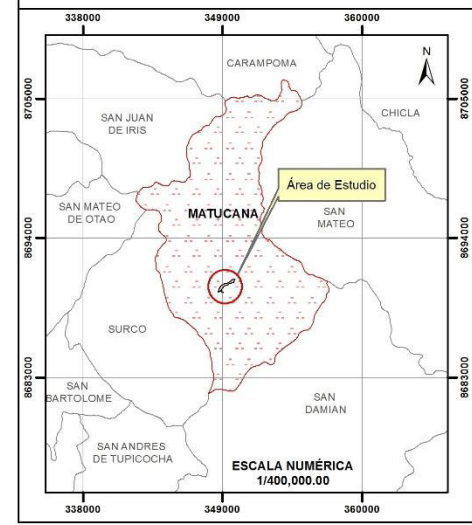 338000 349000 360000
N
8705000
8705000
CARAMPOMA
CHICLA
SAN JUAN
DE IRIS
Área de Estudio
SAN MATEO
DE OTAO
MATUCANA
SAN
MATEO
8694000
8694000
SURCO
8683000
8683000
SAN
BARTOLOME
SAN
DAMIAN
SAN ANDRES
DE TUPICOCHA
ESCALA NUMÉRICA
1/400,000.00
338000 349000 360000